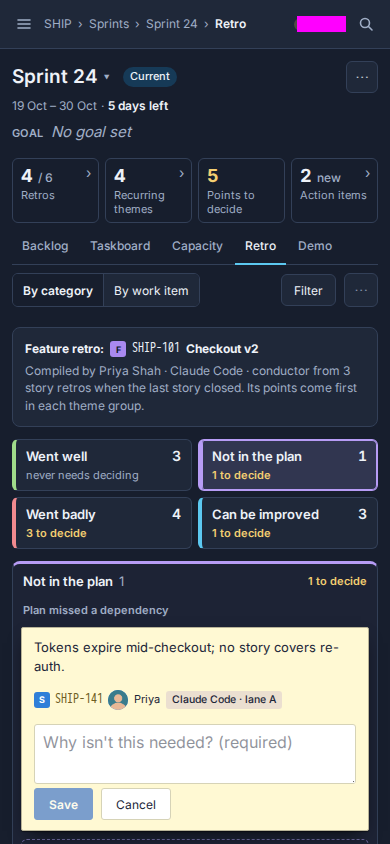 SHIP › Sprints › Sprint 24 › Retro
Sprint 24 ▾ Current ···
19 Oct – 30 Oct · 5 days left
GOAL No goal set
4 / 6 ›
Retros
4 ›
Recurring
themes
5
Points to
decide
2 new ›
Action items
Backlog Taskboard Capacity Retro Demo
By category By work item Filter ···
Feature retro: F SHIP-101 Checkout v2
Compiled by Priya Shah · Claude Code · conductor from 3
story retros when the last story closed. Its points come first
in each theme group.
Went well 3
never needs deciding
Not in the plan 1
1 to decide
Went badly 4
3 to decide
Can be improved 3
1 to decide
Not in the plan 1 1 to decide
Plan missed a dependency
Tokens expire mid-checkout; no story covers re-
auth.
S SHIP-141 Priya Claude Code · lane A
Why isn't this needed? (required)
Save Cancel